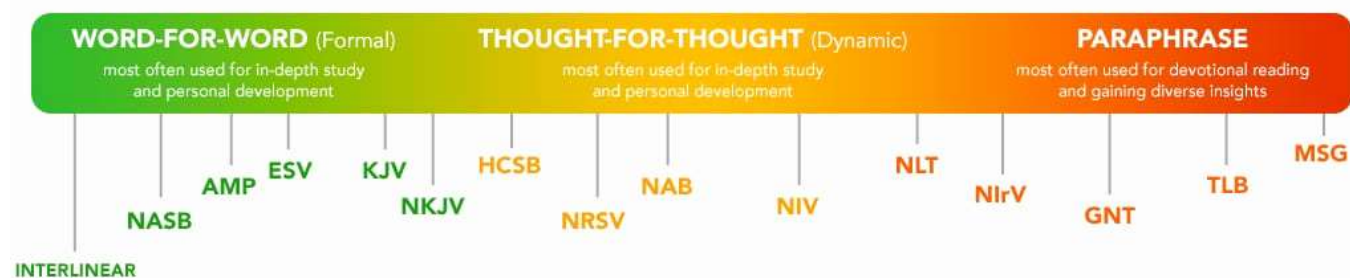 WORD-FOR-WORD (Formal)
most often used for in-depth study
and personal development
THOUGHT-FOR-THOUGHT (Dynamic)
most often used for in-depth study
and personal development
PARAPHRASE
most often used for devotional reading
and gaining diverse insights
INTERLINEAR
NASB
AMP
ESV
KJV
NKJV
HCSB
NRSV
NAB
NIV
NLT
NIrV
GNT
TLB
MSG